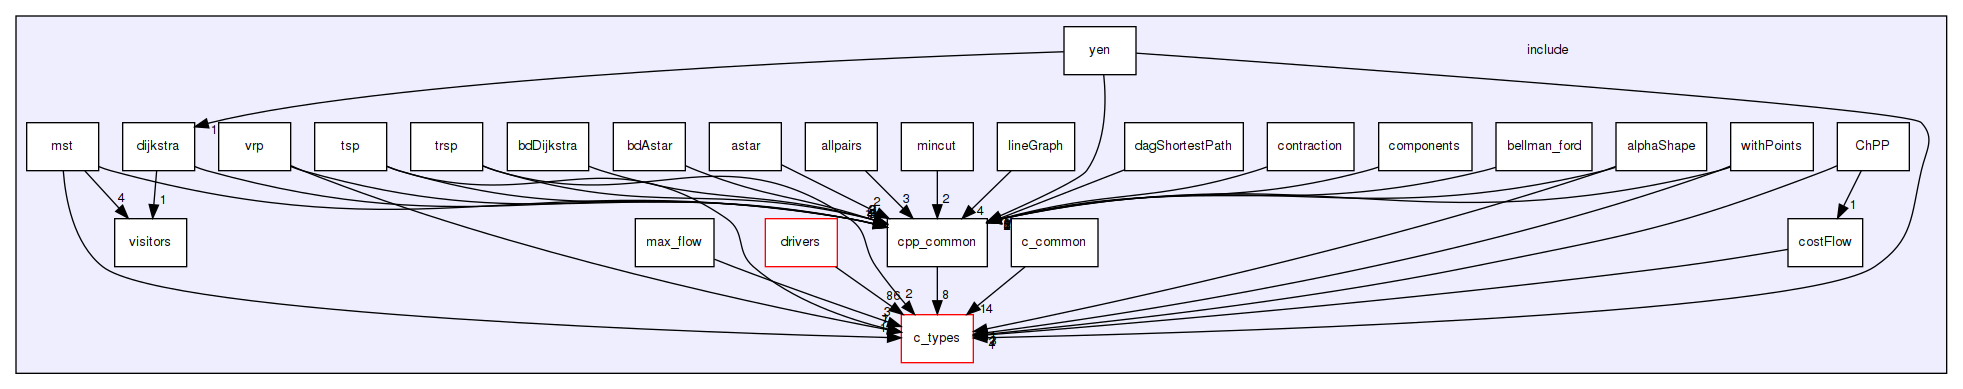 yen
include
1
mst
dijkstra
vrp
tsp
trsp
bdDijkstra
bdAstar
astar
allpairs
mincut
lineGraph
dagShortestPath
contraction
components
bellman_ford
alphaShape
withPoints
ChPP
4
1
2
3
2
4
1
visitors
max_flow
drivers
cpp_common
c_common
costFlow
86
2
8
14
3
c_types